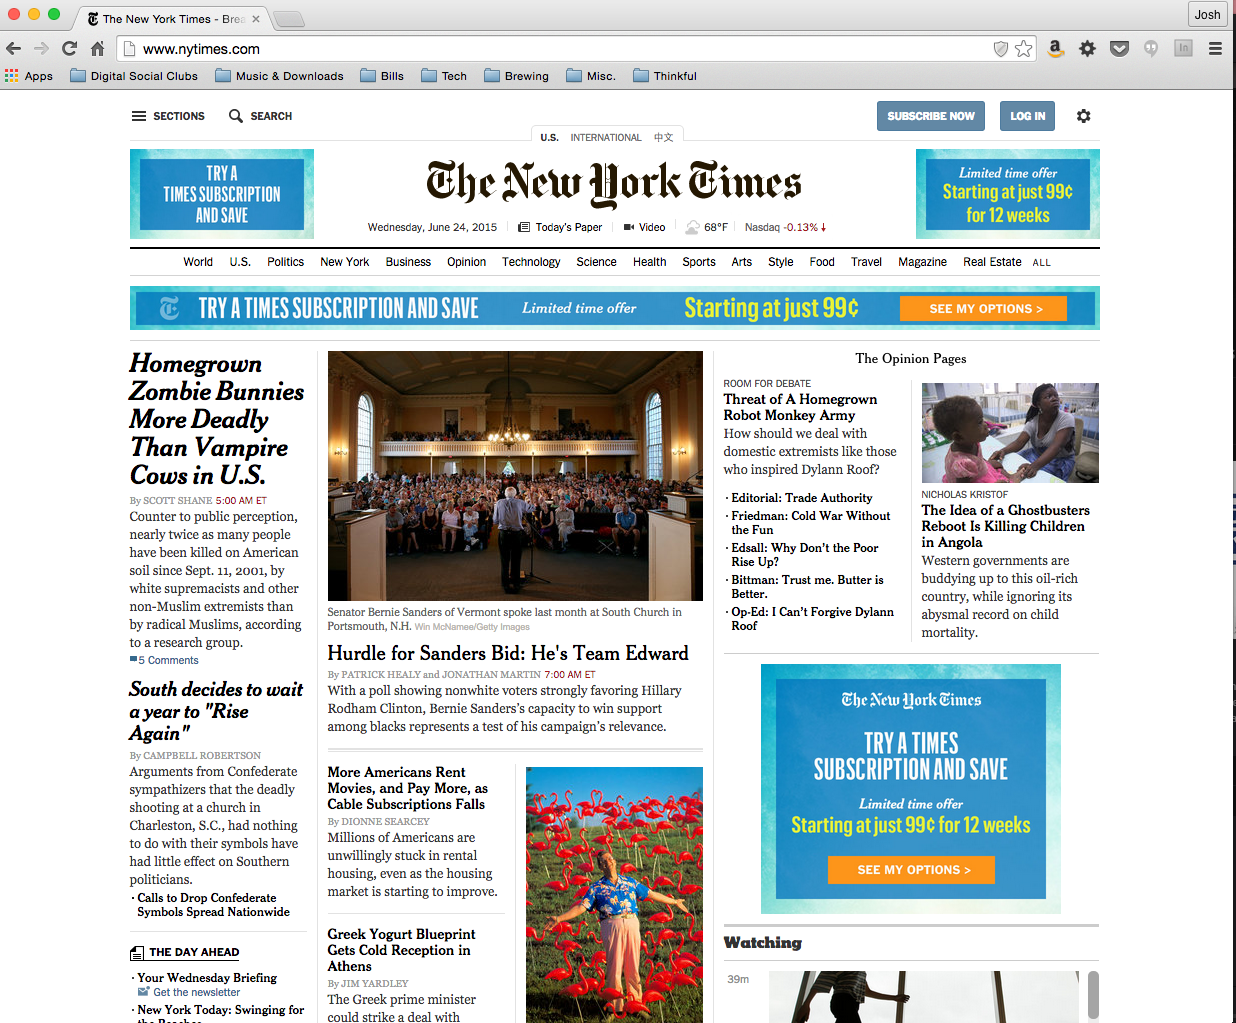 The New York Times - Brea
Josh
www.nytimes.com
Apps
Digital Social Clubs
Music & Downloads
Bills
Tech
Brewing
Misc.
Thinkful
SECTIONS
SEARCH
SUBSCRIBE NOW
LOG IN
U.S.
INTERNATIONAL
中文
TRY A
TIMES SUBSCRIPTION
AND SAVE
The New York Times
Limited time offer
Starting at just 99¢
for 12 weeks
Wednesday, June 24, 2015
Today's Paper
Video
68°F
Nasdaq -0.13% ↓
World
U.S.
Politics
New York
Business
Opinion
Technology
Science
Health
Sports
Arts
Style
Food
Travel
Magazine
Real Estate
ALL
TRY A TIMES SUBSCRIPTION AND SAVE
Limited time offer
Starting at just 99¢
SEE MY OPTIONS >
Homegrown
Zombie Bunnies
More Deadly
Than Vampire
Cows in U.S.
By SCOTT SHANE 5:00 AM ET
Counter to public perception,
nearly twice as many people
have been killed on American
soil since Sept. 11, 2001, by
white supremacists and other
non-Muslim extremists than
by radical Muslims, according
to a research group.
5 Comments
South decides to wait
a year to "Rise
Again"
By CAMPBELL ROBERTSON
Arguments from Confederate
sympathizers that the deadly
shooting at a church in
Charleston, S.C., had nothing
to do with their symbols have
had little effect on Southern
politicians.
· Calls to Drop Confederate
Symbols Spread Nationwide
THE DAY AHEAD
· Your Wednesday Briefing
Get the newsletter
· New York Today: Swinging for
Senator Bernie Sanders of Vermont spoke last month at South Church in
Portsmouth, N.H. Win McNamee/Getty Images
Hurdle for Sanders Bid: He's Team Edward
By PATRICK HEALY and JONATHAN MARTIN 7:00 AM ET
With a poll showing nonwhite voters strongly favoring Hillary
Rodham Clinton, Bernie Sanders's capacity to win support
among blacks represents a test of his campaign's relevance.
More Americans Rent
Movies, and Pay More, as
Cable Subscriptions Falls
By DIONNE SEARCEY
Millions of Americans are
unwillingly stuck in rental
housing, even as the housing
market is starting to improve.
Greek Yogurt Blueprint
Gets Cold Reception in
Athens
By JIM YARDLEY
The Greek prime minister
could strike a deal with
The Opinion Pages
ROOM FOR DEBATE
Threat of A Homegrown
Robot Monkey Army
How should we deal with
domestic extremists like those
who inspired Dylann Roof?
· Editorial: Trade Authority
· Friedman: Cold War Without
the Fun
· Edsall: Why Don't the Poor
Rise Up?
· Bittman: Trust me. Butter is
Better.
· Op-Ed: I Can't Forgive Dylann
Roof
NICHOLAS KRISTOF
The Idea of a Ghostbusters
Reboot Is Killing Children
in Angola
Western governments are
buddying up to this oil-rich
country, while ignoring its
abysmal record on child
mortality.
The New York Times
TRY A TIMES
SUBSCRIPTION AND SAVE
Limited time offer
Starting at just 99¢ for 12 weeks
SEE MY OPTIONS >
Watching
39m